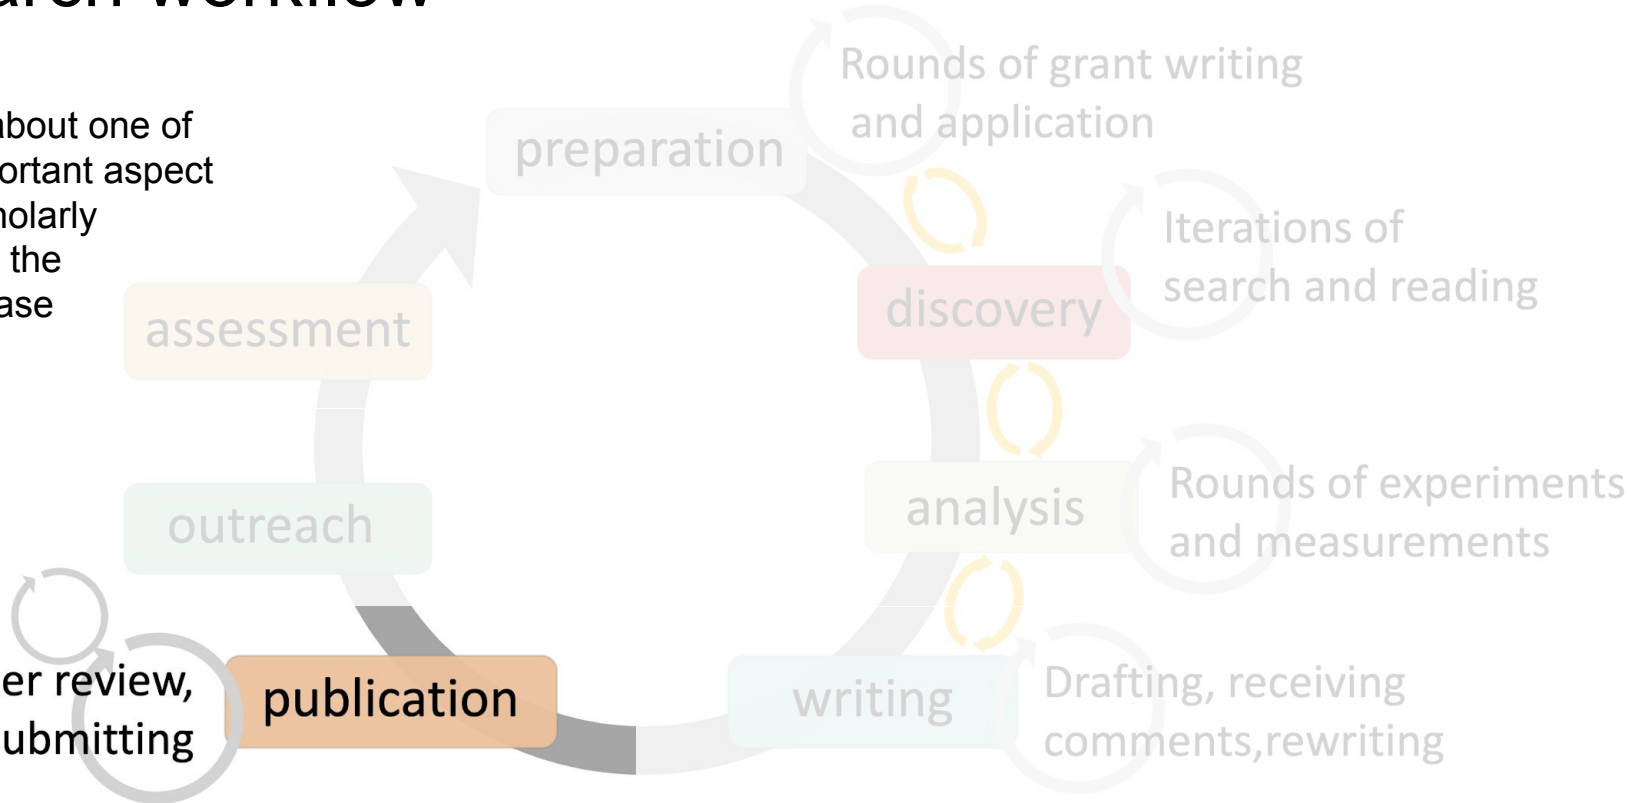 about one of
holarly
the
preparation
Rounds of grant writing
and application
discovery
Iterations of
search and reading
analysis
Rounds of experiments
and measurements
writing
Drafting, receiving
comments,rewriting
publication
er review,
ubmitting
outreach
assessment
workflow
ortant aspect
ase